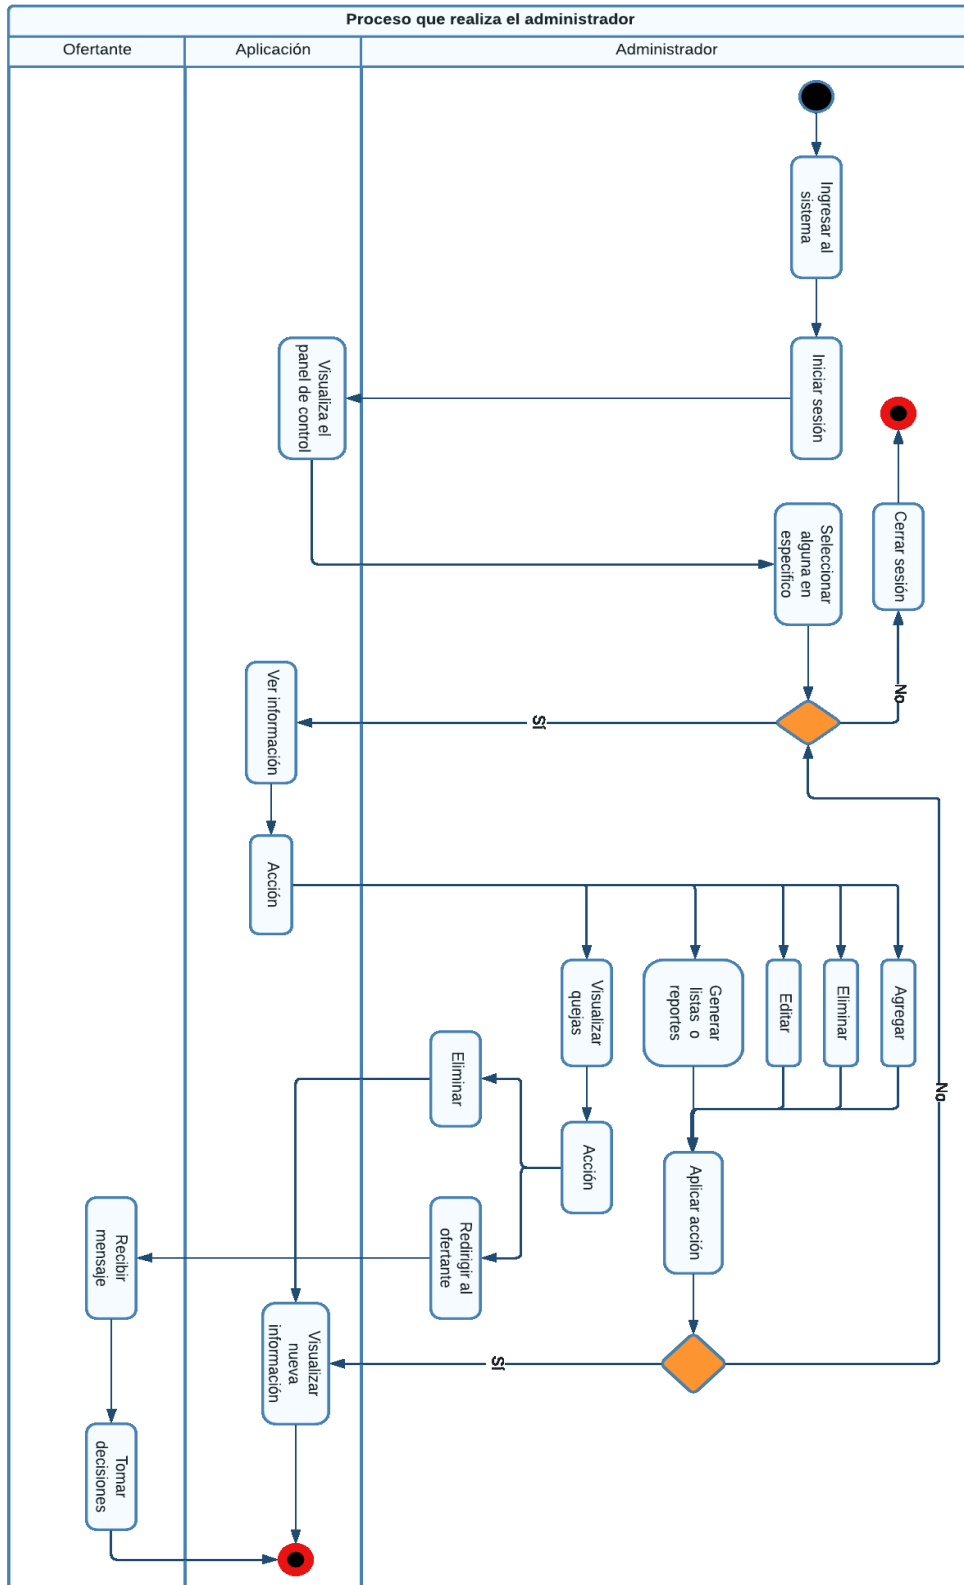 Proceso que realiza el administrador
Ofertante
Aplicación
Administrador
Ingresar al
sistema
Iniciar sesión
Visualiza el
panel de control
Cerrar sesión
Seleccionar
alguna en
especifico
No
Sí
Ver información
Acción
Agregar
Eliminar
Editar
Generar
listas o
reportes
Visualizar
quejas
No
Eliminar
Acción
Aplicar acción
Redirigir al
ofertante
Recibir
mensaje
Visualizar
nueva
información
Sí
Tomar
decisiones